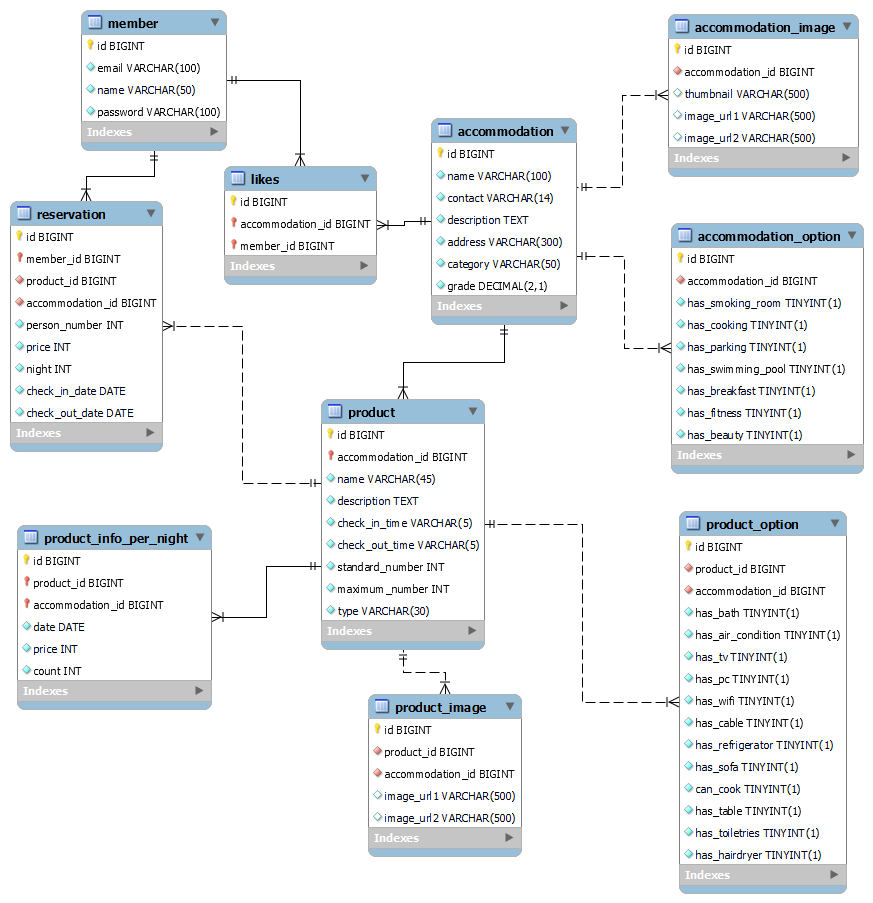 member
id BIGINT
email VARCHAR(100)
name VARCHAR(50)
password VARCHAR(100)
Indexes
accommodation_image
id BIGINT
accommodation_id BIGINT
thumbnail VARCHAR(500)
image_url1 VARCHAR(500)
image_url2 VARCHAR(500)
Indexes
likes
id BIGINT
accommodation_id BIGINT
member_id BIGINT
Indexes
accommodation
id BIGINT
name VARCHAR(100)
contact VARCHAR(14)
description TEXT
address VARCHAR(300)
category VARCHAR(50)
grade DECIMAL(2,1)
Indexes
reservation
id BIGINT
member_id BIGINT
product_id BIGINT
accommodation_id BIGINT
person_number INT
price INT
night INT
check_in_date DATE
check_out_date DATE
Indexes
accommodation_option
id BIGINT
accommodation_id BIGINT
has_smoking_room TINYINT(1)
has_cooking TINYINT(1)
has_parking TINYINT(1)
has_swimming_pool TINYINT(1)
has_breakfast TINYINT(1)
has_fitness TINYINT(1)
has_beauty TINYINT(1)
Indexes
product
id BIGINT
accommodation_id BIGINT
name VARCHAR(45)
description TEXT
check_in_time VARCHAR(5)
check_out_time VARCHAR(5)
standard_number INT
maximum_number INT
type VARCHAR(30)
Indexes
product_info_per_night
id BIGINT
product_id BIGINT
accommodation_id BIGINT
date DATE
price INT
count INT
Indexes
product_option
id BIGINT
product_id BIGINT
accommodation_id BIGINT
has_bath TINYINT(1)
has_air_condition TINYINT(1)
has_tv TINYINT(1)
has_pc TINYINT(1)
has_wifi TINYINT(1)
has_cable TINYINT(1)
has_refrigerator TINYINT(1)
has_sofa TINYINT(1)
can_cook TINYINT(1)
has_table TINYINT(1)
has_toiletries TINYINT(1)
has_hairdryer TINYINT(1)
Indexes
product_image
id BIGINT
product_id BIGINT
accommodation_id BIGINT
image_url1 VARCHAR(500)
image_url2 VARCHAR(500)
Indexes